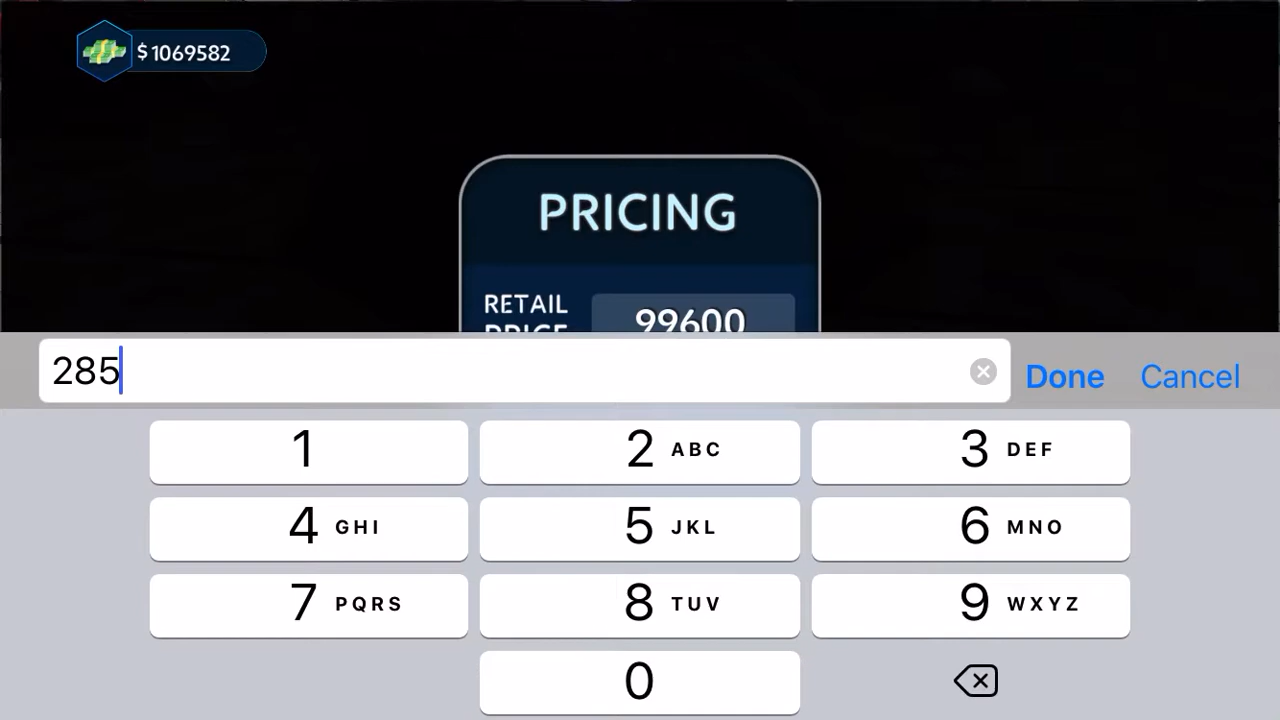 $ 1069582
PRICING
RETAIL
PRICE
99600
285
Done
Cancel
1
2 ABC
3 DEF
4 GHI
5 JKL
6 MNO
7 PQRS
8 TUV
9 WXYZ
0